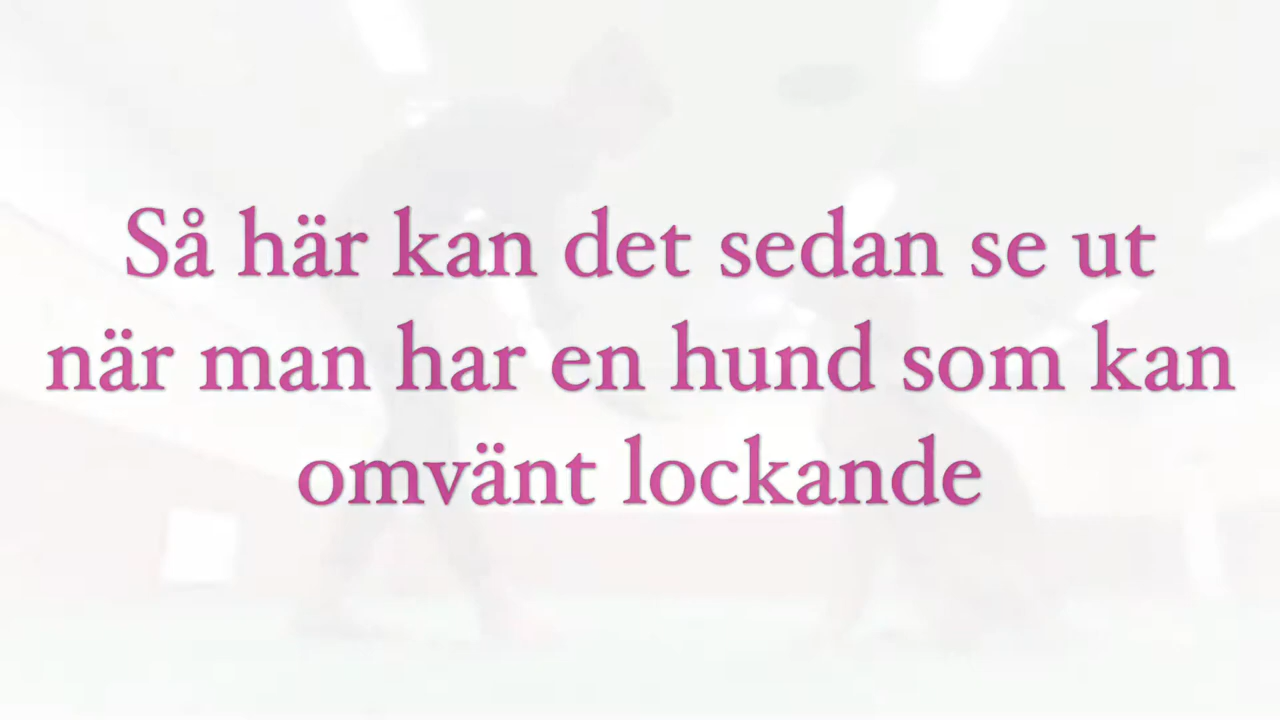 Så här kan det sedan se ut
när man har en hund som kan
omvänt lockande